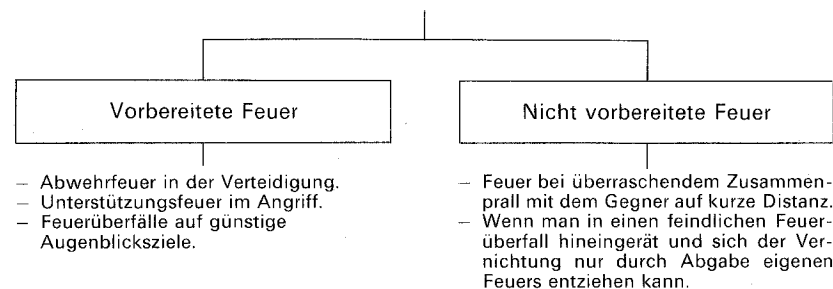 Vorbereitete Feuer
– Abwehrfeuer in der Verteidigung.
– Unterstützungsfeuer im Angriff.
– Feuerüberfälle auf günstige
Augenblicksziele.
Nicht vorbereitete Feuer
– Feuer bei überraschendem Zusammen-
prall mit dem Gegner auf kurze Distanz.
– Wenn man in einen feindlichen Feuer-
überfall hineingerät und sich der Ver-
nichtung nur durch Abgabe eigenen
Feuers entziehen kann.